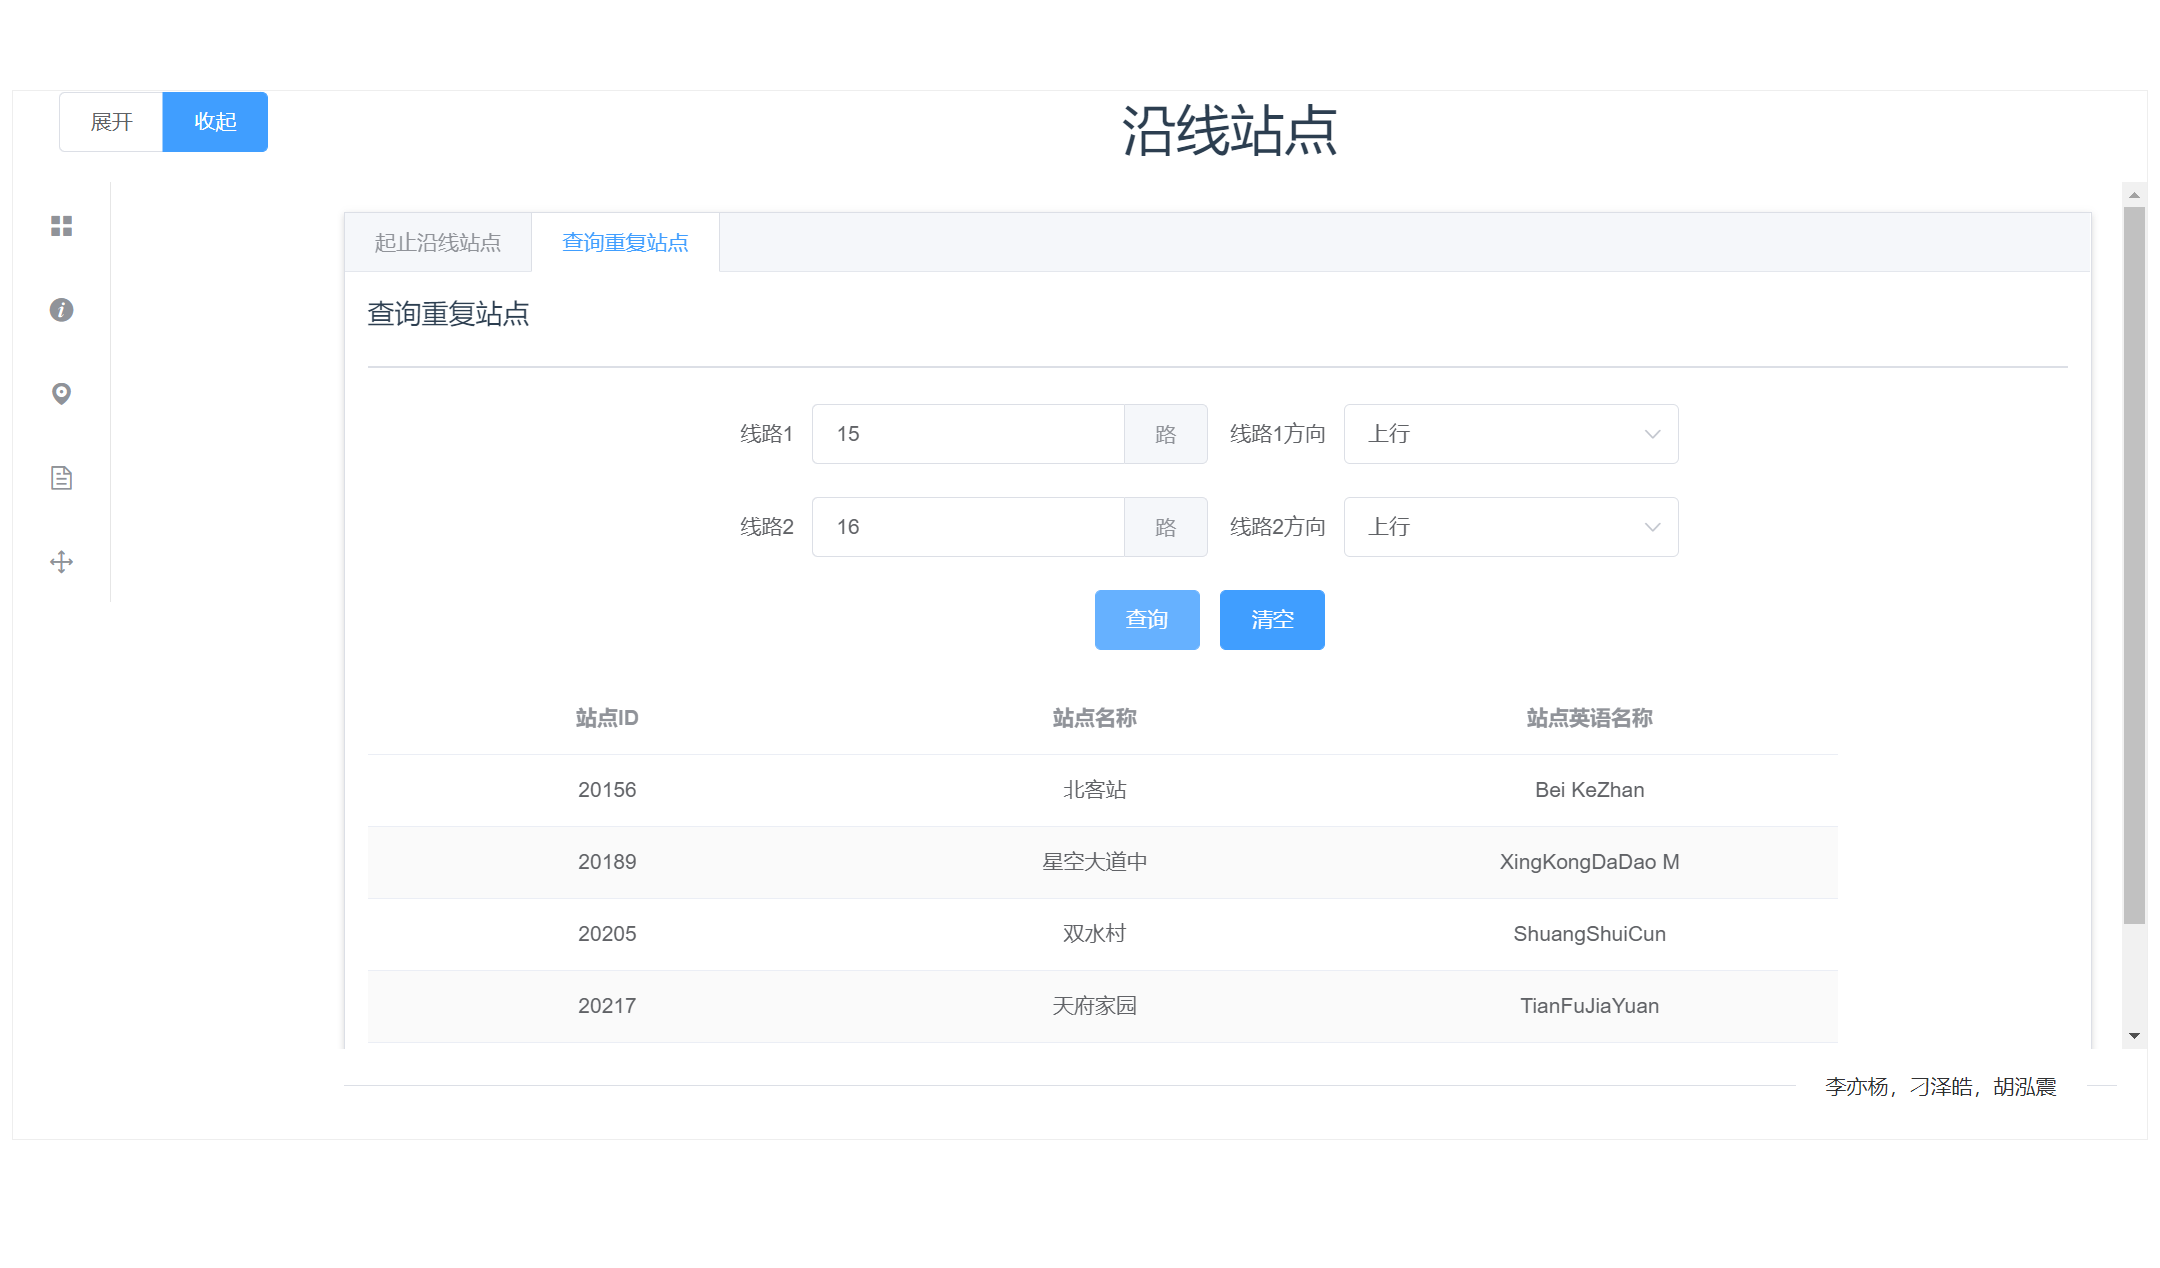 展开 收起
沿线站点
起止沿线站点 查询重复站点
查询重复站点
线路1 15 路 线路1方向 上行
线路2 16 路 线路2方向 上行
查询 清空
站点ID 站点名称 站点英语名称
20156 北客站 Bei KeZhan
20189 星空大道中 XingKongDaDao M
20205 双水村 ShuangShuiCun
20217 天府家园 TianFuJiaYuan
李亦杨，刁泽皓，胡泓震